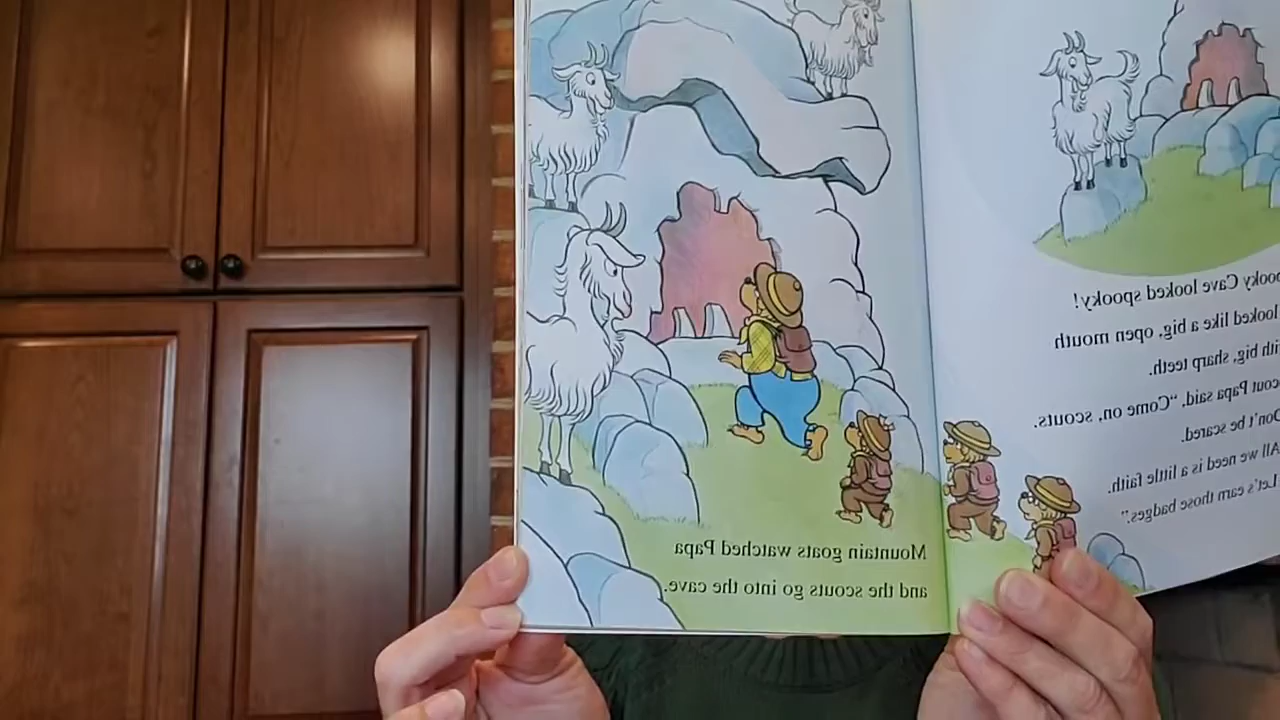 Cave looked spooky!
looked like a big, open mouth
big, sharp teeth.
Papa said, “Come on, scouts.
Don't be scared.
All we need is a little faith.
Let's earn those badges.”
Mountain goats watched Papa
and the scouts go into the cave.